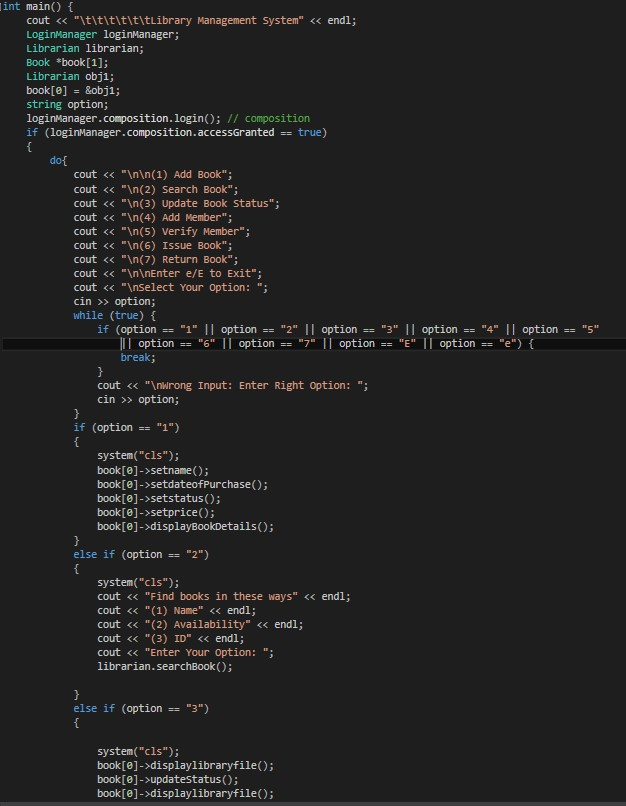 int main() {
    cout << "\t\t\t\t\t\tLibrary Management System" << endl;
    LoginManager loginManager;
    Librarian librarian;
    Book *book[1];
    Librarian obj1;
    book[0] = &obj1;
    string option;
    loginManager.composition.login(); // composition
    if (loginManager.composition.accessGranted == true)
    {
        do{
            cout << "\n\n(1) Add Book";
            cout << "\n(2) Search Book";
            cout << "\n(3) Update Book Status";
            cout << "\n(4) Add Member";
            cout << "\n(5) Verify Member";
            cout << "\n(6) Issue Book";
            cout << "\n(7) Return Book";
            cout << "\n\nEnter e/E to Exit";
            cout << "\nSelect Your Option: ";
            cin >> option;
            while (true) {
                if (option == "1" || option == "2" || option == "3" || option == "4" || option == "5"
                    || option == "6" || option == "7" || option == "E" || option == "e") {
                    break;
                }
                cout << "\nWrong Input: Enter Right Option: ";
                cin >> option;
            }
            if (option == "1")
            {
                system("cls");
                book[0]->setname();
                book[0]->setdateofPurchase();
                book[0]->setstatus();
                book[0]->setprice();
                book[0]->displayBookDetails();
            }
            else if (option == "2")
            {
                system("cls");
                cout << "Find books in these ways" << endl;
                cout << "(1) Name" << endl;
                cout << "(2) Availability" << endl;
                cout << "(3) ID" << endl;
                cout << "Enter Your Option: ";
                librarian.searchBook();

            }
            else if (option == "3")
            {

                system("cls");
                book[0]->displaylibraryfile();
                book[0]->updateStatus();
                book[0]->displaylibraryfile();